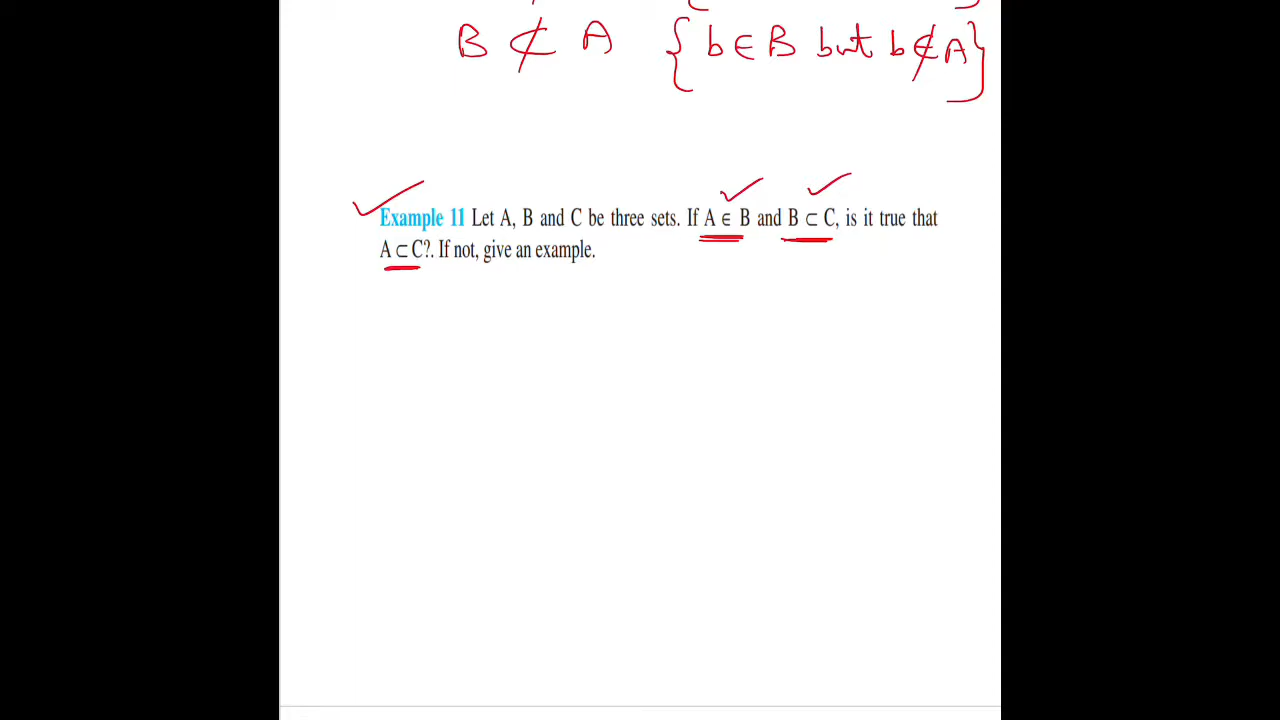 B ⊄ A { b ∈ B but b ∉ A }
Example 11 Let A, B and C be three sets. If A ∈ B and B ⊂ C, is it true that
A ⊂ C?. If not, give an example.